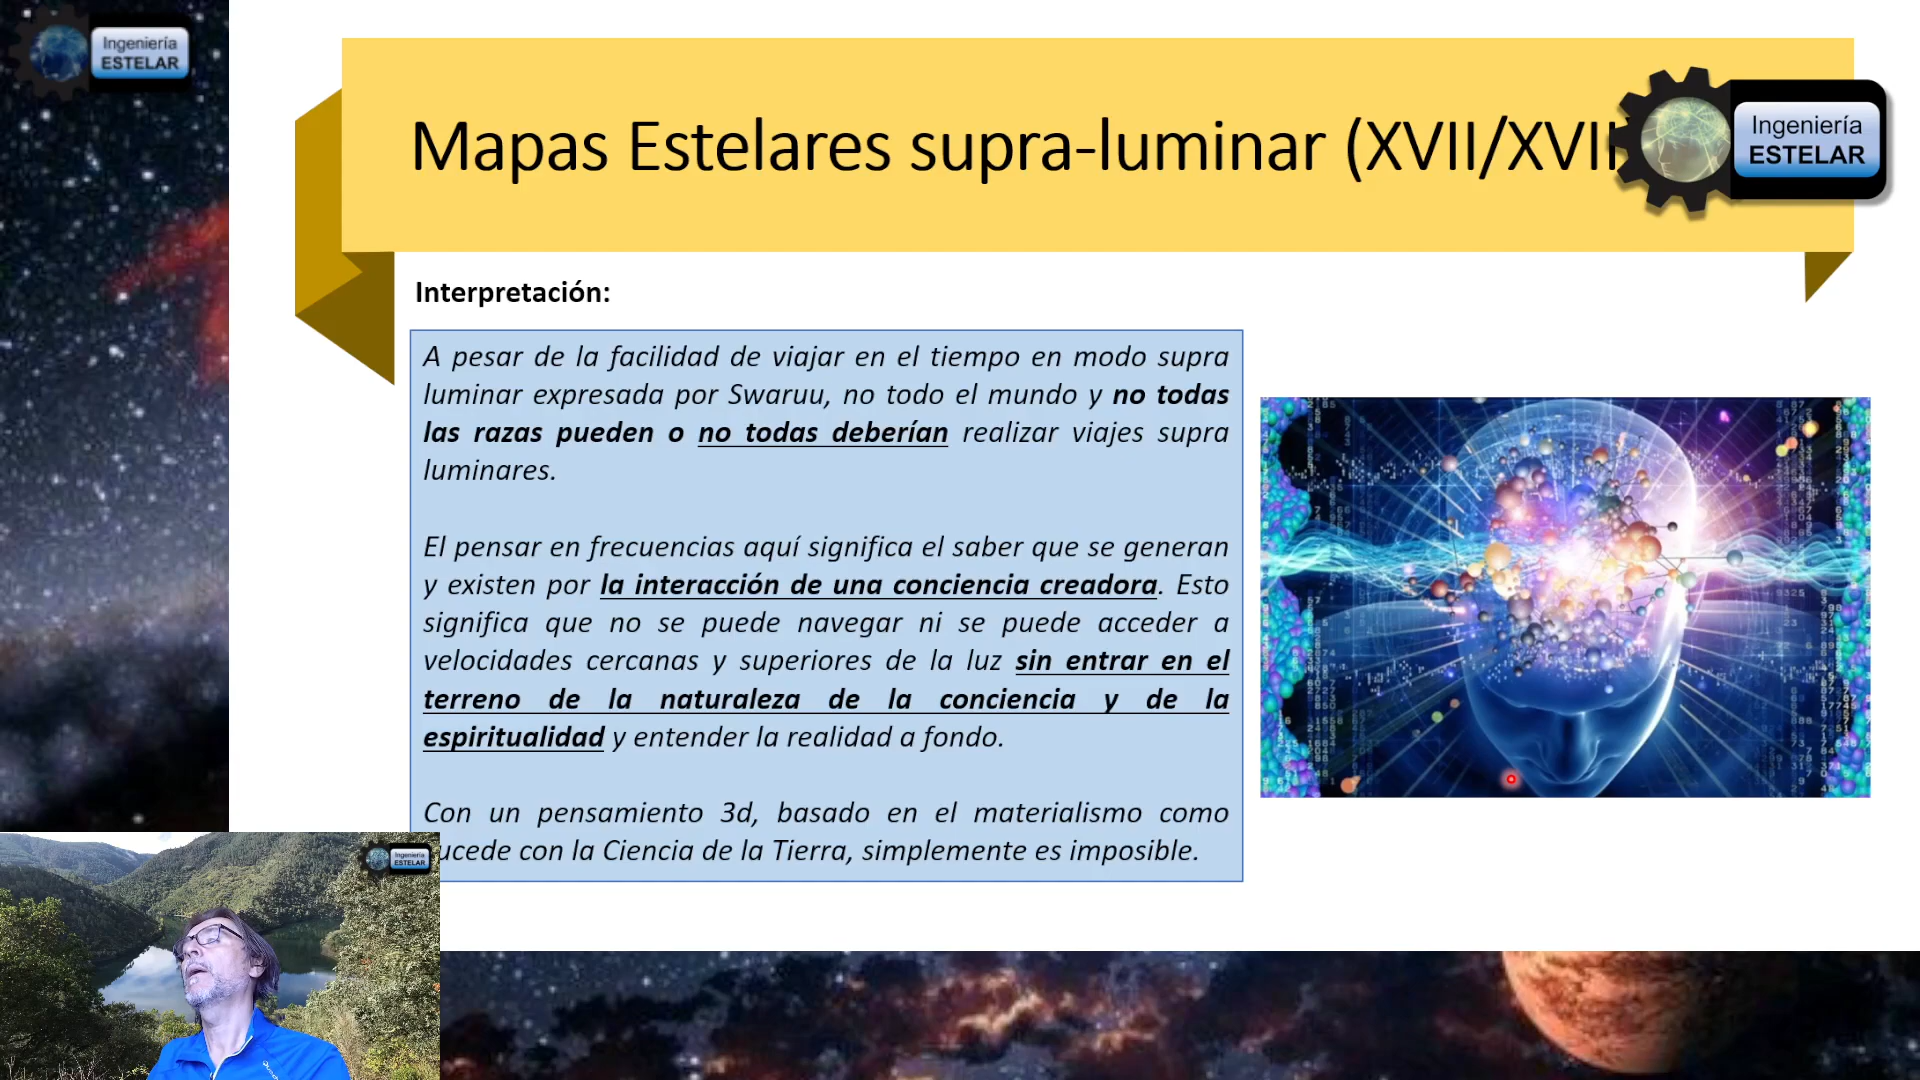 Ingeniería
ESTELAR
Mapas Estelares supra-luminar (XVII/XVII
Ingeniería
ESTELAR
Interpretación:
A pesar de la facilidad de viajar en el tiempo en modo supra
luminar expresada por Swaruu, no todo el mundo y no todas
las razas pueden o no todas deberían realizar viajes supra
luminares.
El pensar en frecuencias aquí significa el saber que se generan
y existen por la interacción de una conciencia creadora. Esto
significa que no se puede navegar ni se puede acceder a
velocidades cercanas y superiores de la luz sin entrar en el
terreno de la naturaleza de la conciencia y de la
espiritualidad y entender la realidad a fondo.
Con un pensamiento 3d, basado en el materialismo como
ucede con la Ciencia de la Tierra, simplemente es imposible.
Ingeniería
ESTELAR